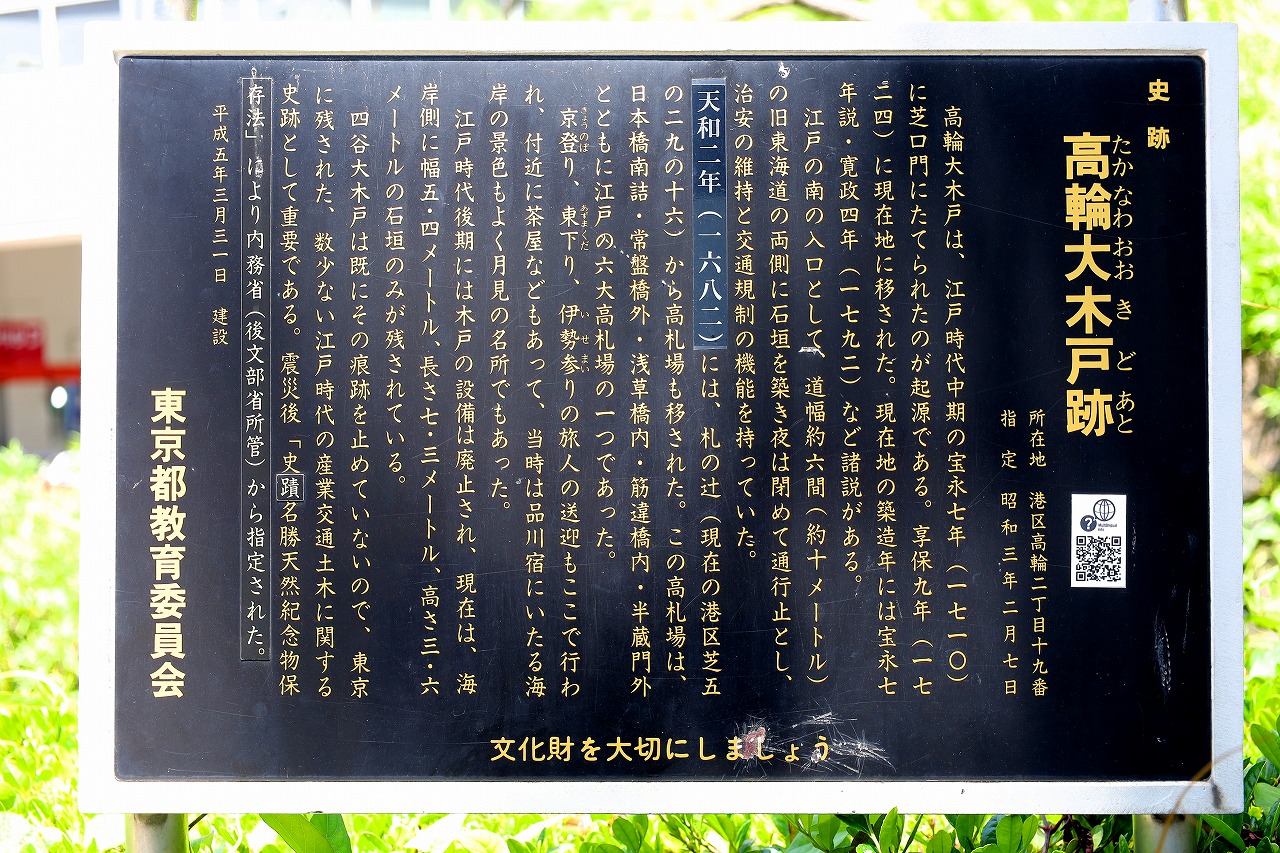 史跡
高輪大木戸跡
たかなわおおきどあと
所在地　港区高輪二丁目十九番
指　定　昭和三年二月七日
Multilingual Info
　高輪大木戸は、江戸時代中期の宝永七年（一七一〇）
に芝口門にたてられたのが起源である。享保九年（一七
二四）に現在地に移された。現在地の築造年には宝永七
年説・寛政四年（一七九二）など諸説がある。
　江戸の南の入口として、道幅約六間（約十メートル）
の旧東海道の両側に石垣を築き夜は閉めて通行止とし、
治安の維持と交通規制の機能を持っていた。
　天和二年（一六八二）には、札の辻（現在の港区芝五
の二九の十六）から高札場も移された。この高札場は、
日本橋南詰・常盤橋外・浅草橋内・筋違橋内・半蔵門外
とともに江戸の六大高札場の一つであった。
きょうのぼ　あずまくだ　いせまい
　京登り、東下り、伊勢参りの旅人の送迎もここで行わ
れ、付近に茶屋などもあって、当時は品川宿にいたる海
岸の景色もよく月見の名所でもあった。
　江戸時代後期には木戸の設備は廃止され、現在は、海
岸側に幅五・四メートル、長さ七・三メートル、高さ三・六
メートルの石垣のみが残されている。
　四谷大木戸は既にその痕跡を止めていないので、東京
に残された、数少ない江戸時代の産業交通土木に関する
史跡として重要である。震災後「史蹟名勝天然紀念物保
存法」により内務省（後文部省所管）から指定された。
平成五年三月三一日　建設
東京都教育委員会
文化財を大切にしましょう